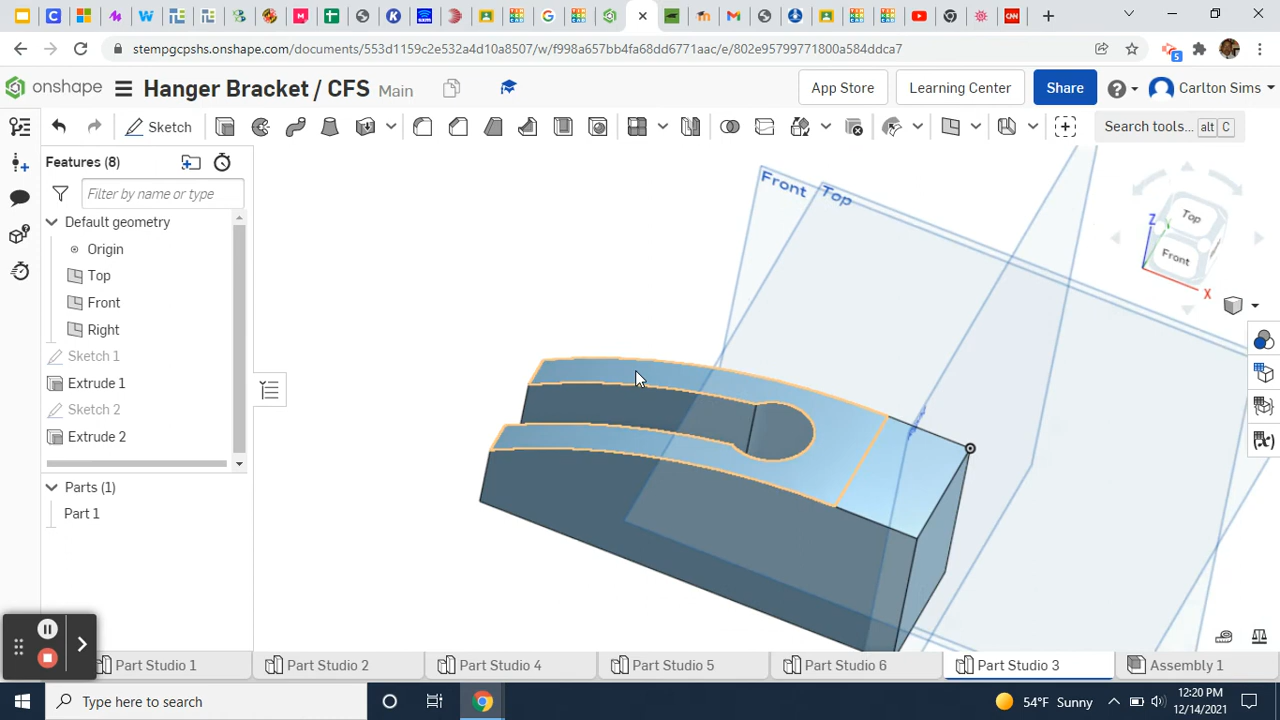 stempgcpshs.onshape.com/documents/553d1159c2e532a4d10a8507/w/f998a657bb4fa68dd6771aac/e/802e95799771800a584ddca7
5
onshape
Hanger Bracket / CFS Main
App Store
Learning Center
Share
Carlton Sims
Sketch
Search tools... alt C
Features (8)
Filter by name or type
Default geometry
Origin
Top
Front
Right
Sketch 1
Extrude 1
Sketch 2
Extrude 2
Parts (1)
Part 1
Front
Top
Top
Front
Z
X
Part Studio 1
Part Studio 2
Part Studio 4
Part Studio 5
Part Studio 6
Part Studio 3
Assembly 1
Type here to search
54°F Sunny
12:20 PM
12/14/2021